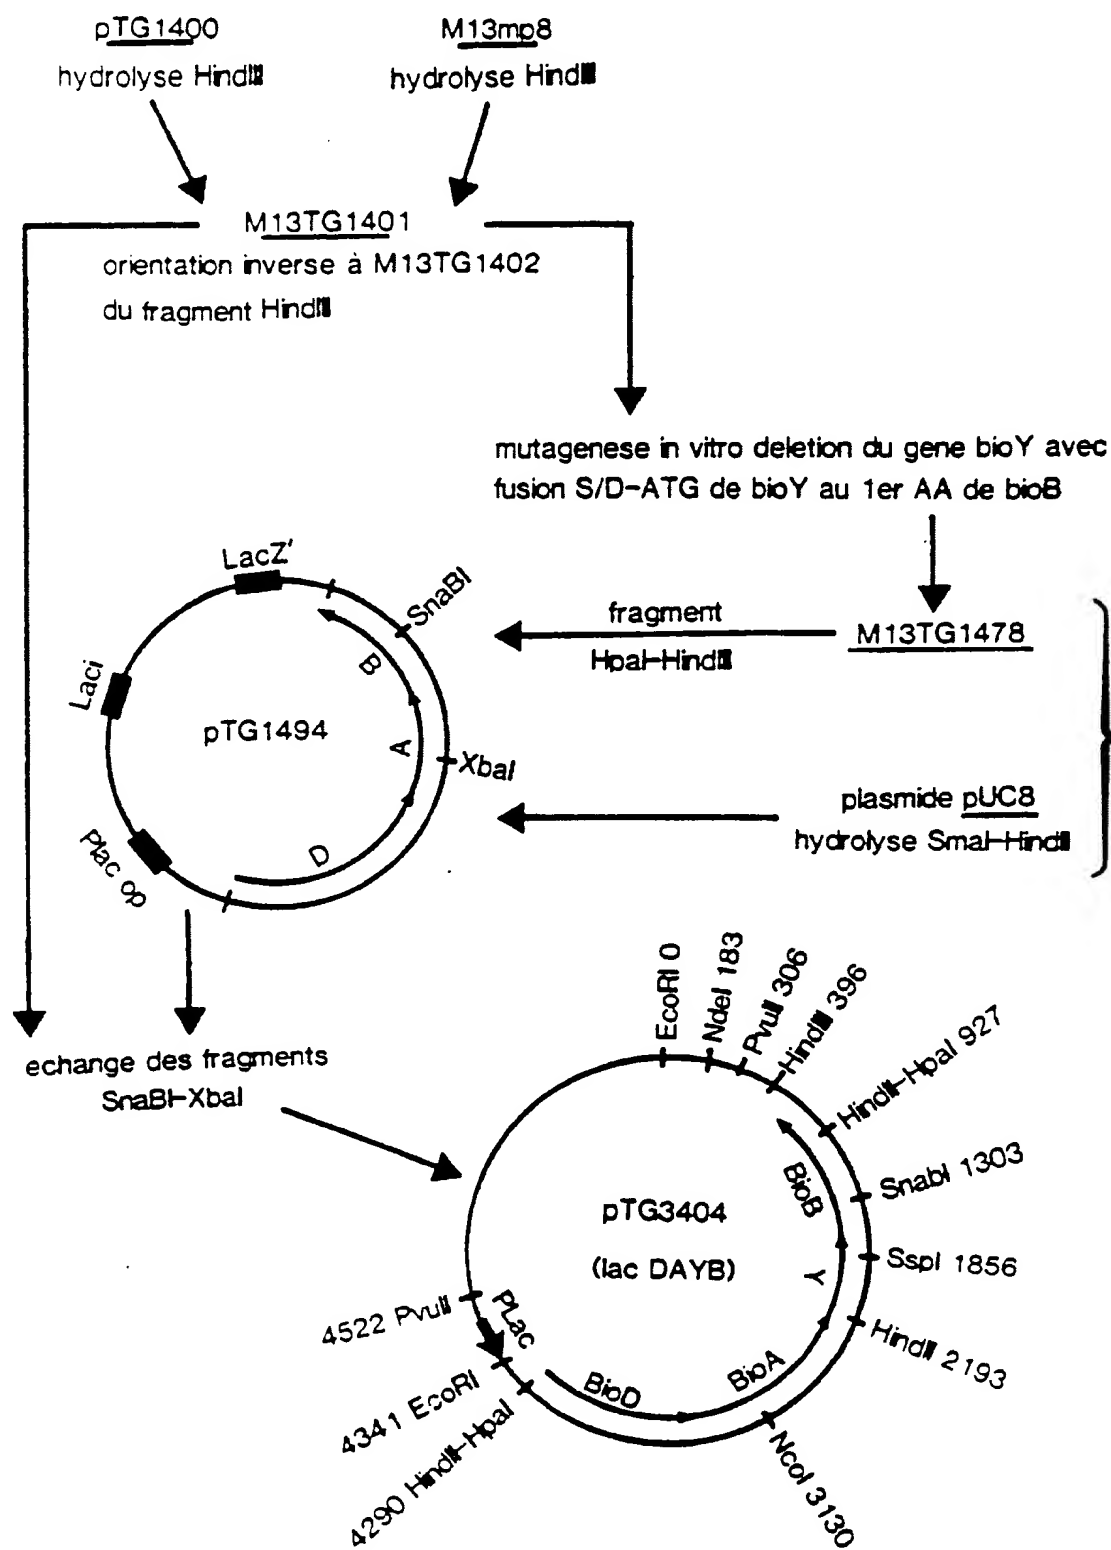 pTG1400
hydrolyse HindIII
M13mp8
hydrolyse HindIII
M13TG1401
orientation inverse à M13TG1402
du fragment HindIII
mutagenese in vitro deletion du gene bioY avec
fusion S/D-ATG de bioY au 1er AA de bioB
M13TG1478
fragment
HpaI-HindIII
plasmide pUC8
hydrolyse SmaI-HindIII
LacZ'
SnaBI
B
Laci
pTG1494
A
XbaI
Plac op
D
echange des fragments
SnaBI-XbaI
EcoRI 0
NdeI 183
PvuII 306
HindIII 396
HindII-HpaI 927
SnabI 1303
SspI 1856
HindII 2193
NcoI 3130
4290 HindII-HpaI
4341 EcoRI
4522 PvuII
PLac
BioD
BioA
Y
BioB
pTG3404
(lac DAYB)